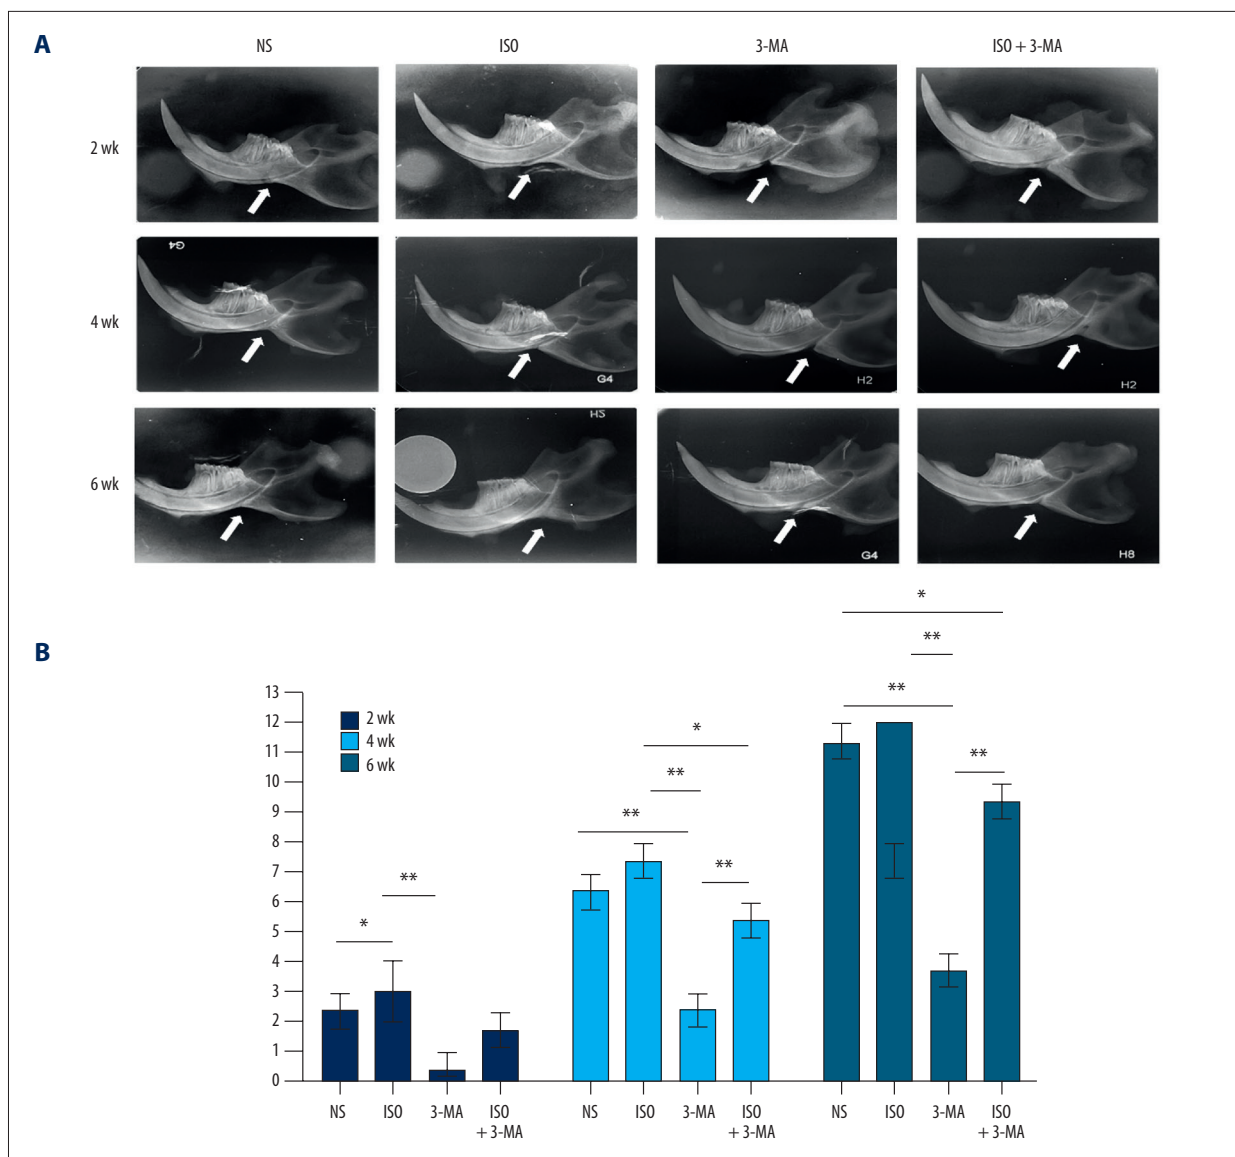 A
NS ISO 3-MA ISO + 3-MA
2 wk
4 wk
G4
G4
H2
H2
6 wk
H2
G4
H8
B
*
**
**
**
*
**
**
**
**
*
**
13
12
11
10
9
8
7
6
5
4
3
2
1
0
2 wk
4 wk
6 wk
NS ISO 3-MA ISO + 3-MA NS ISO 3-MA ISO + 3-MA NS ISO 3-MA ISO + 3-MA